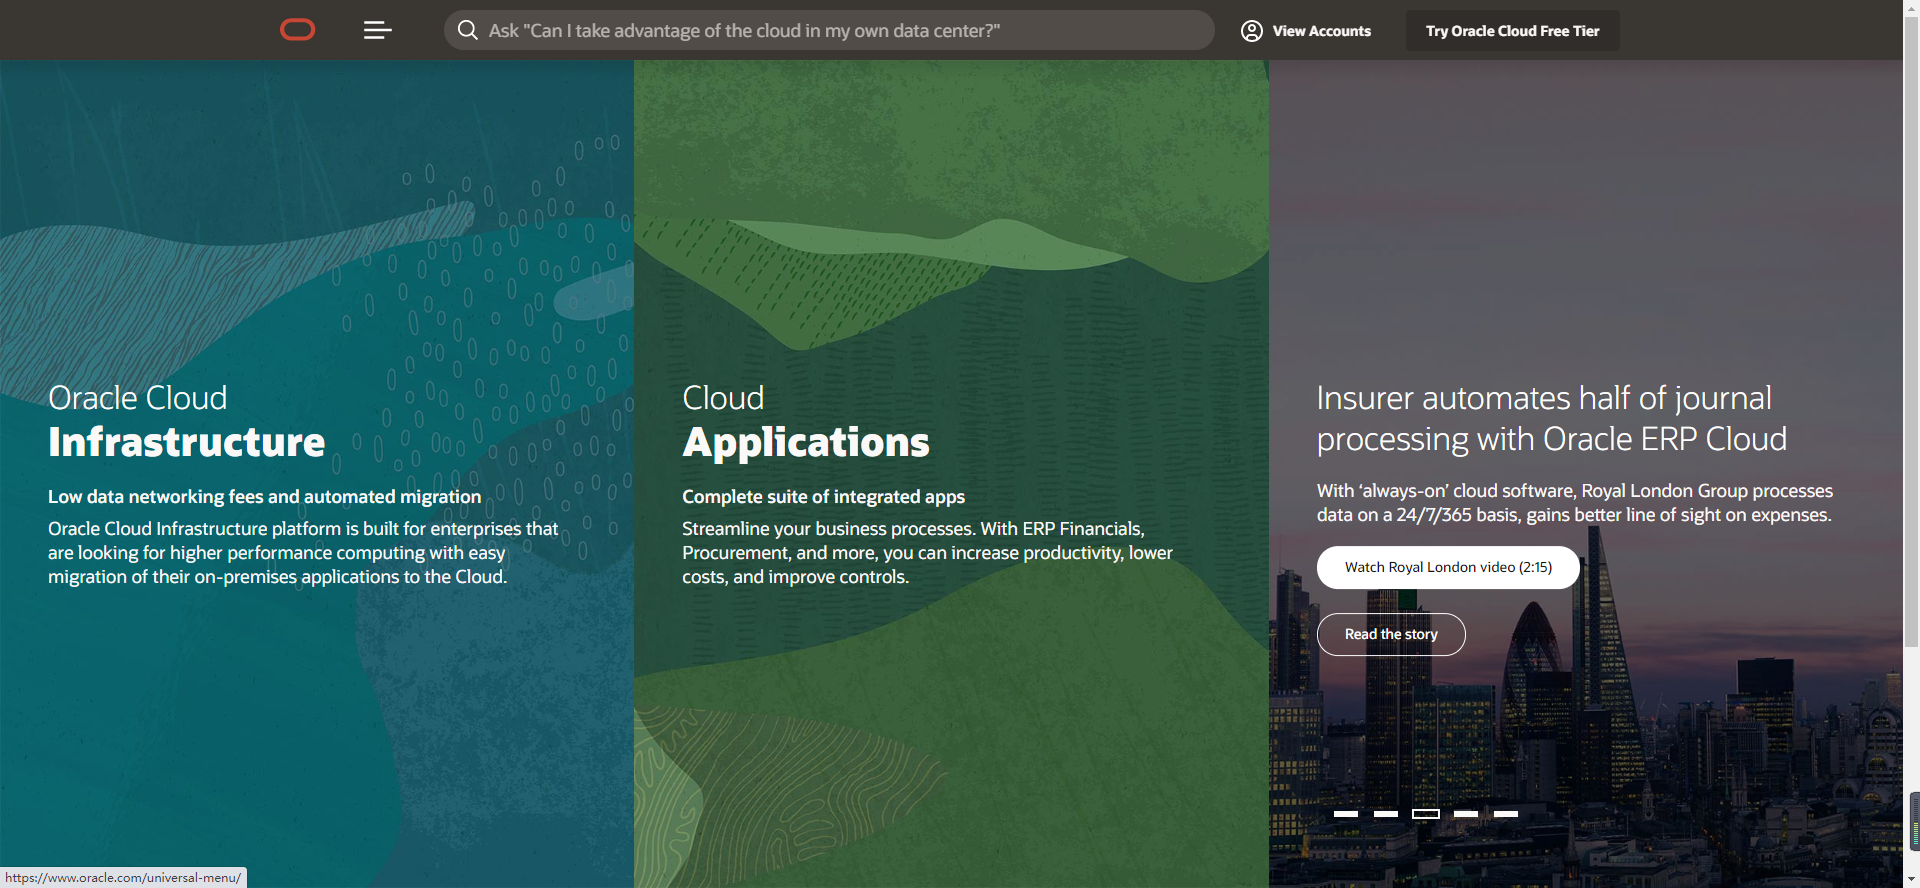 Ask "Can I take advantage of the cloud in my own data center?"
View Accounts
Try Oracle Cloud Free Tier
Oracle Cloud
Infrastructure
Low data networking fees and automated migration
Oracle Cloud Infrastructure platform is built for enterprises that
are looking for higher performance computing with easy
migration of their on-premises applications to the Cloud.
Cloud
Applications
Complete suite of integrated apps
Streamline your business processes. With ERP Financials,
Procurement, and more, you can increase productivity, lower
costs, and improve controls.
Insurer automates half of journal
processing with Oracle ERP Cloud
With ‘always-on’ cloud software, Royal London Group processes
data on a 24/7/365 basis, gains better line of sight on expenses.
Watch Royal London video (2:15)
Read the story
https://www.oracle.com/universal-menu/